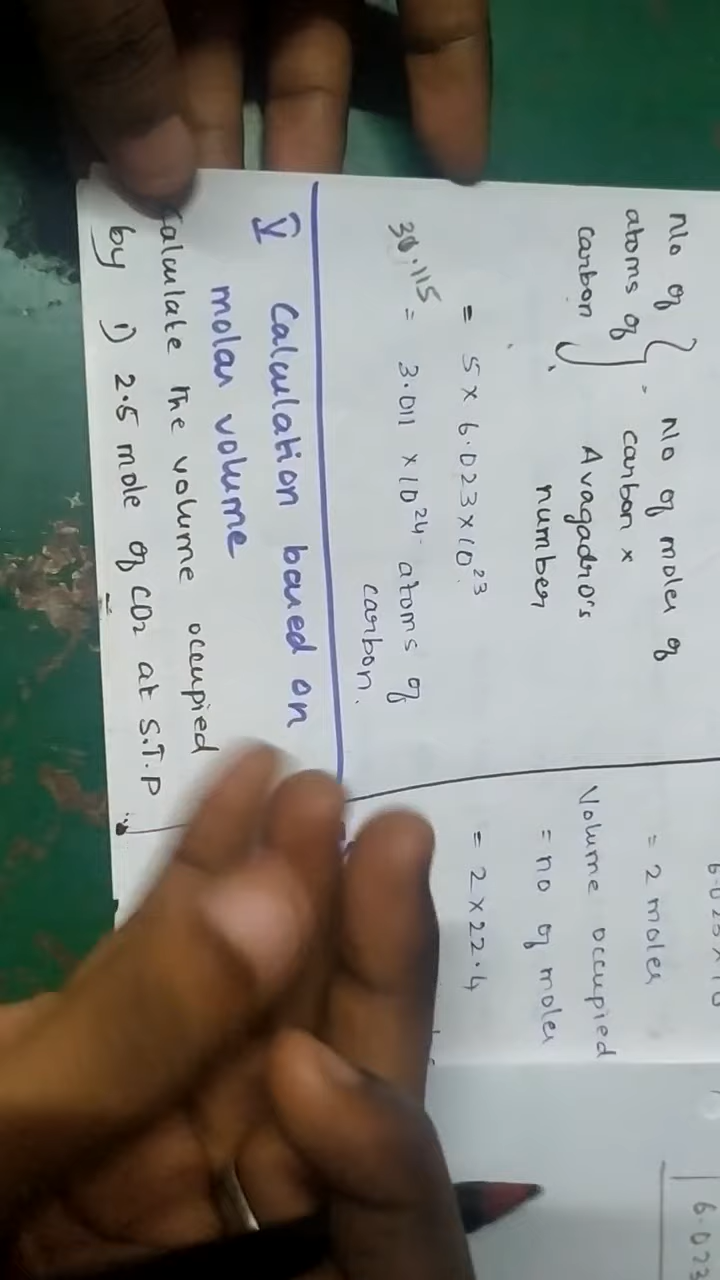 No of
atoms of
carbon } = No of moles of
carbon x
Avagadro's
number
= 5 x 6.023 x 10²³
30.115
= 3.011 x 10²⁴ atoms of
carbon.
V Calculation based on
molar volume
Calculate the volume occupied
by i) 2.5 mole of CO2 at S.T.P
= 2 moles
Volume occupied
= no of moles
= 2 x 22.4
6.023